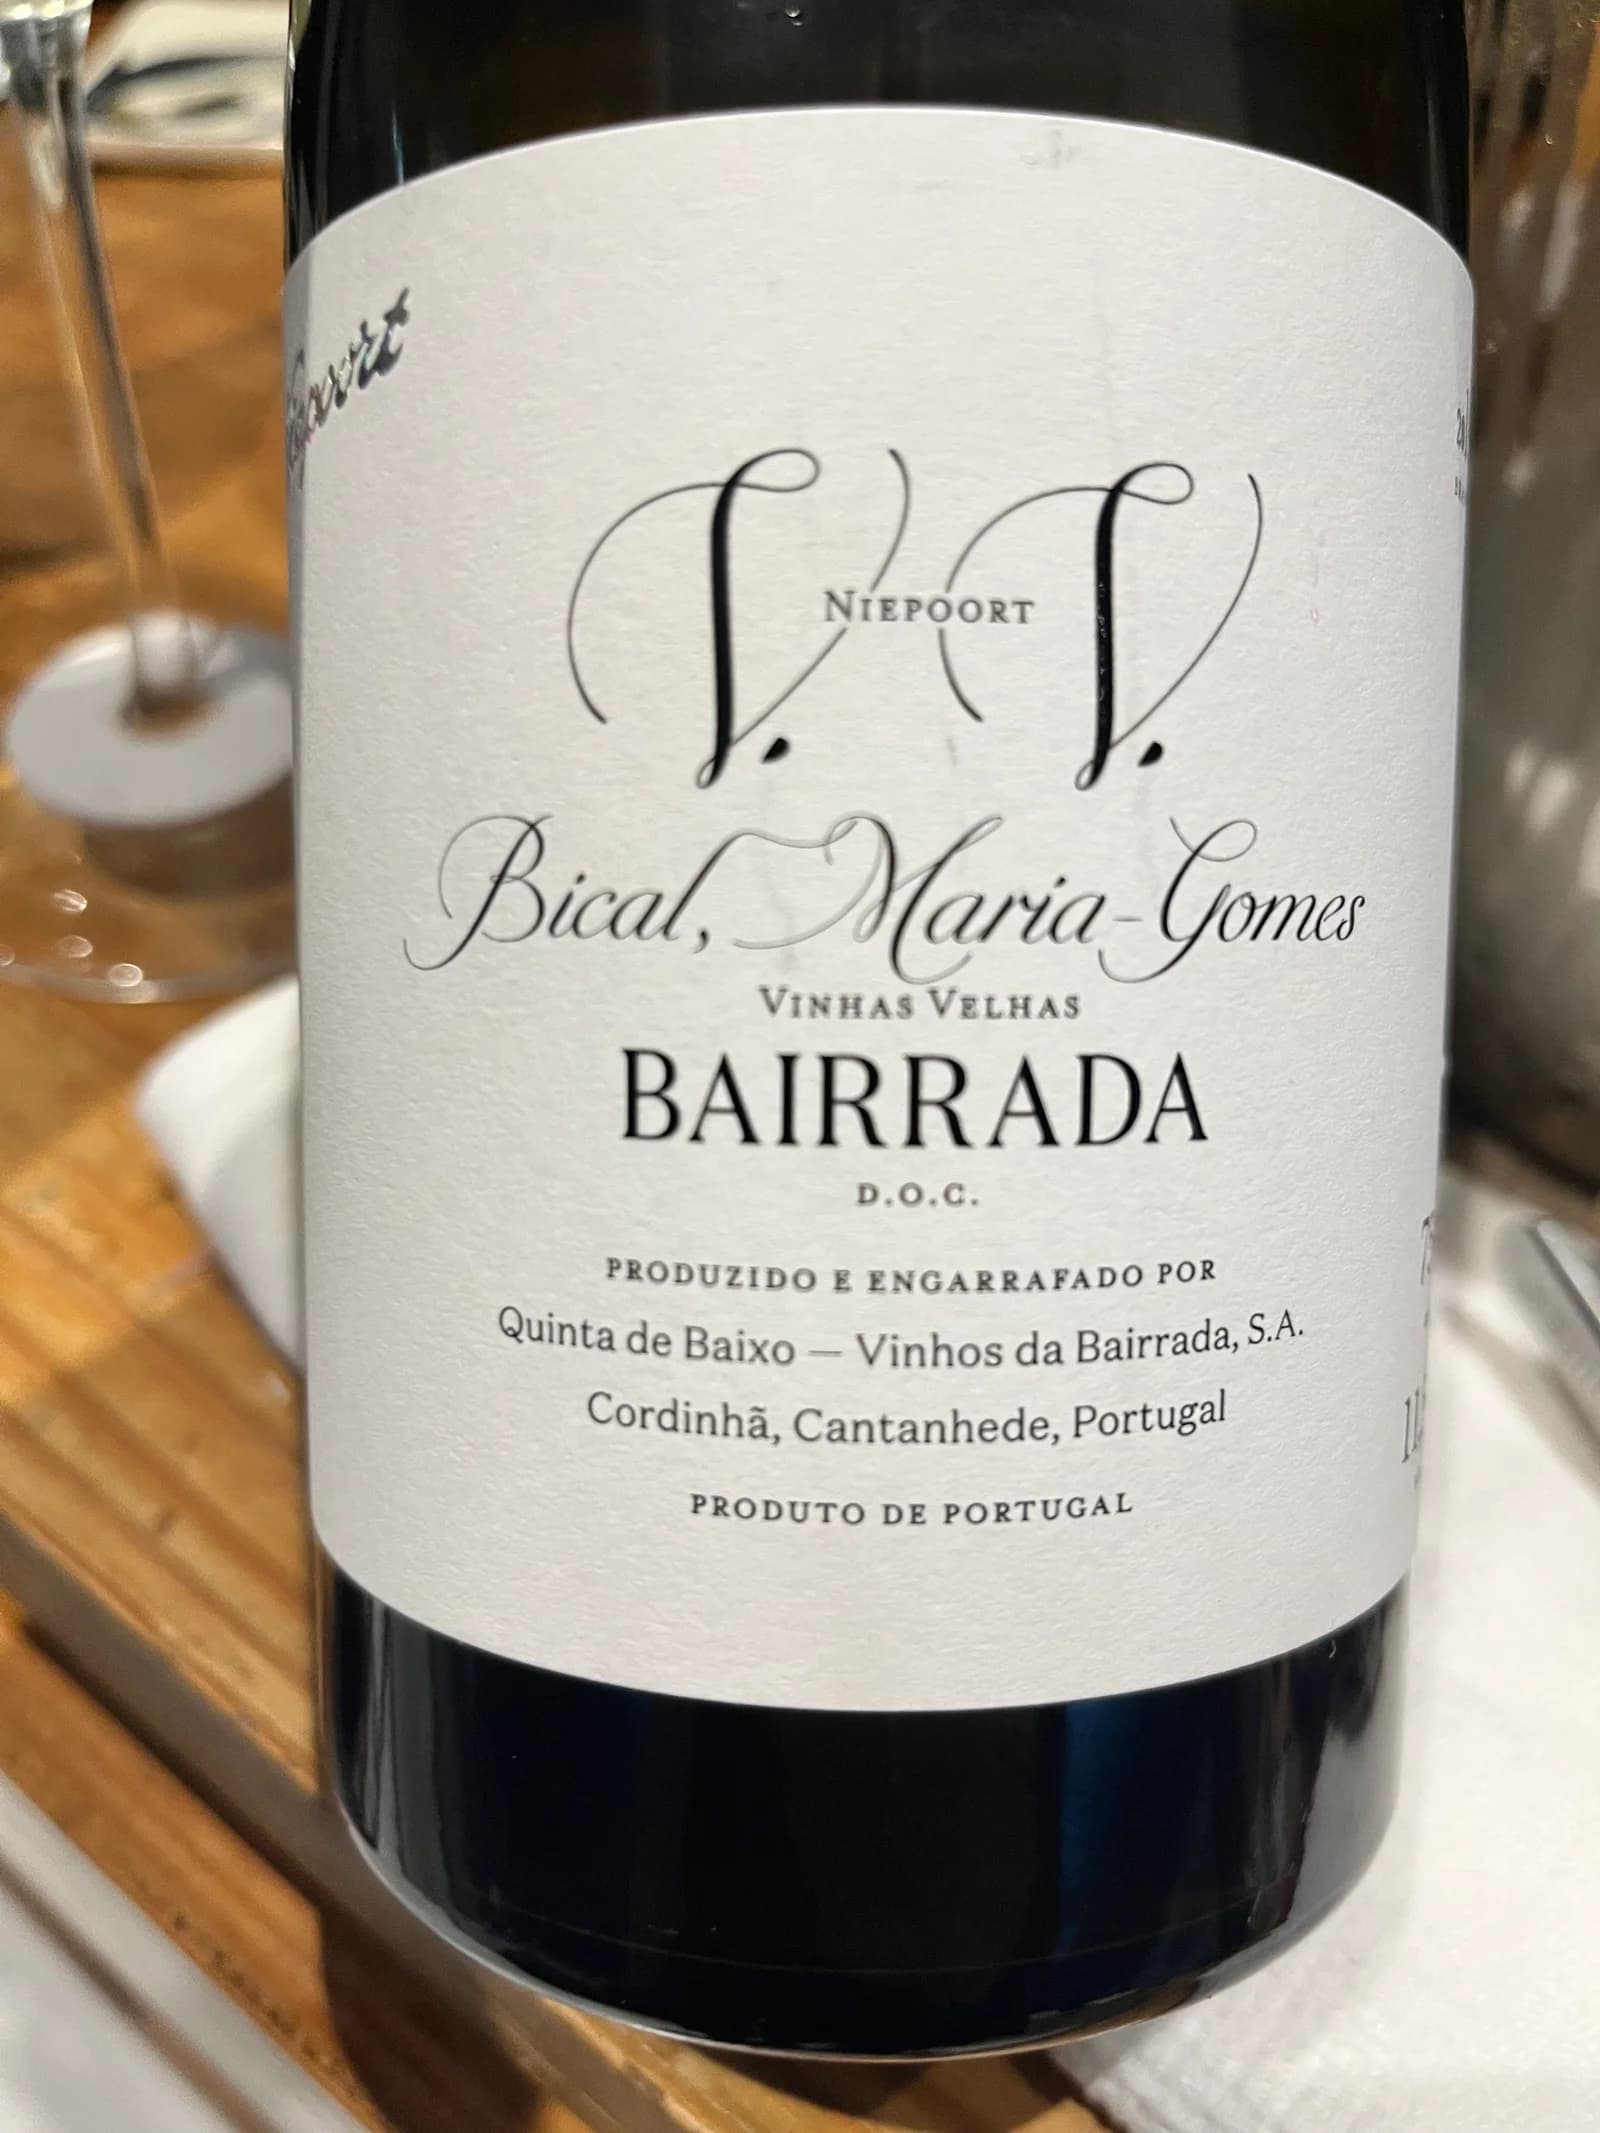 V. V.
NIEPOORT
Bical, Maria-Gomes
VINHAS VELHAS
BAIRRADA
D.O.C.
PRODUZIDO E ENGARRAFADO POR
Quinta de Baixo — Vinhos da Bairrada, S.A.
Cordinhã, Cantanhede, Portugal
PRODUTO DE PORTUGAL